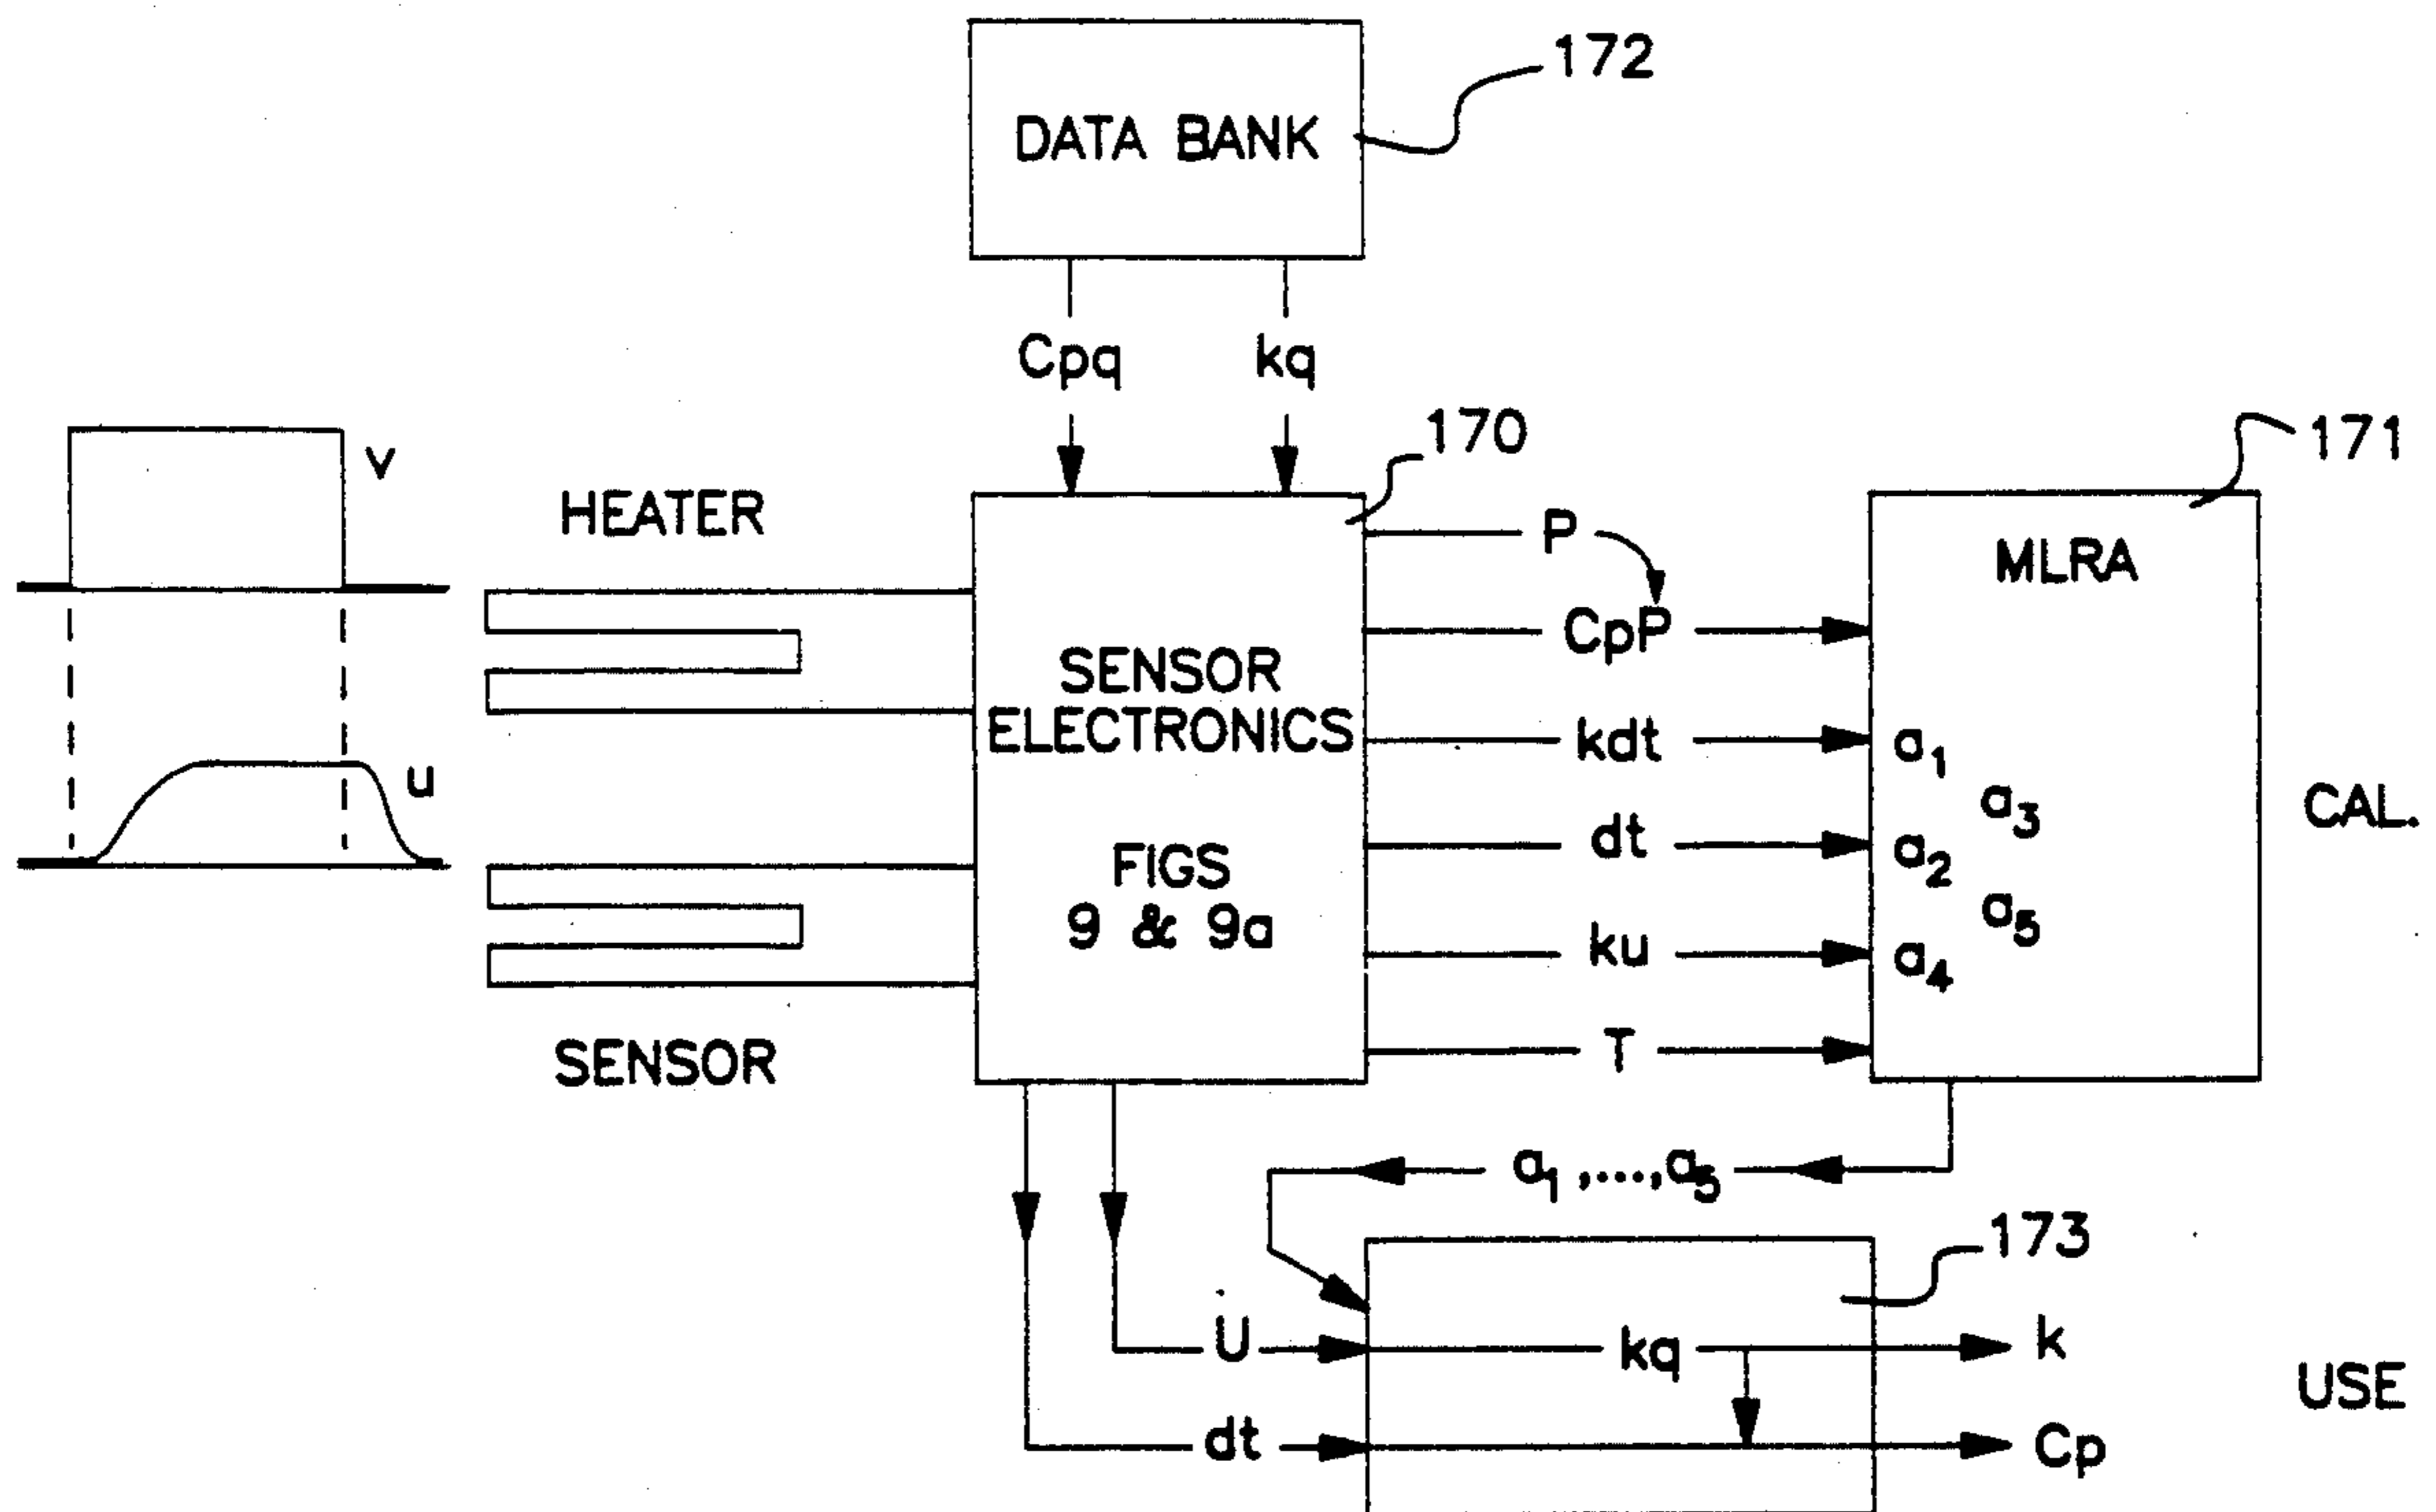 172
DATA BANK
Cpq kq
170
171
v
HEATER
P
MLRA
CpP
SENSOR
ELECTRONICS
kdt
a1
u
a3
CAL.
dt
a2
FIGS
9 & 9a
a5
ku
a4
SENSOR
T
a1,...,a5
173
U
kq
k
USE
dt
Cp